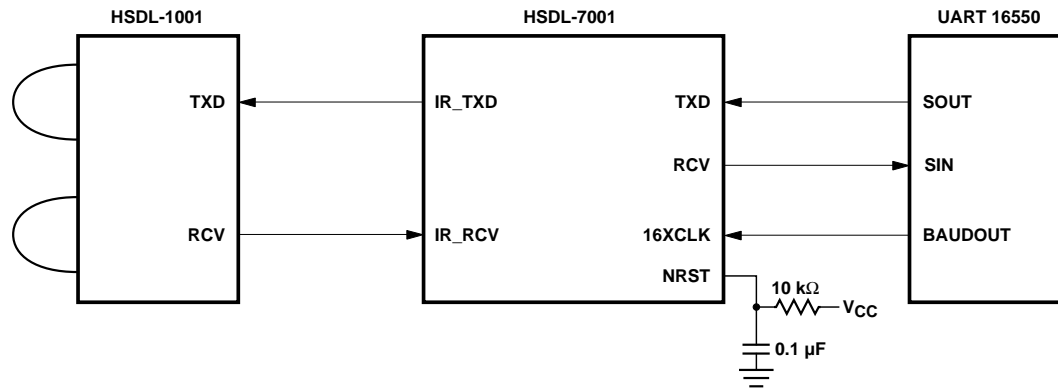 HSDL-1001
HSDL-7001
UART 16550
TXD
IR_TXD
TXD
SOUT
RCV
SIN
RCV
IR_RCV
16XCLK
BAUDOUT
NRST
10 kΩ
VCC
0.1 µF